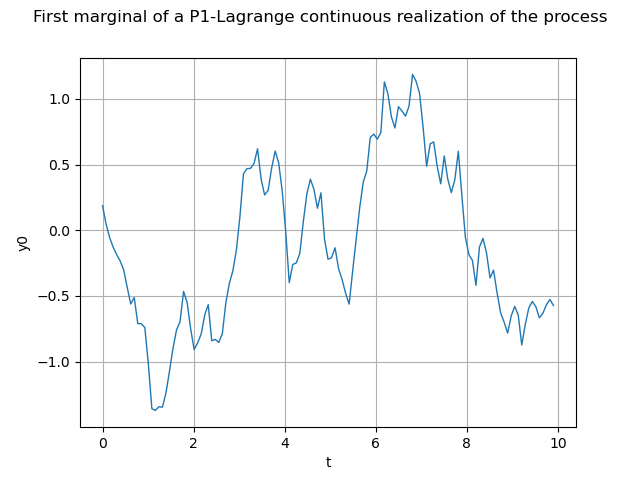 First marginal of a P1-Lagrange continuous realization of the process
1.0
0.5
0.0
−0.5
−1.0
y0
0 2 4 6 8 10
t